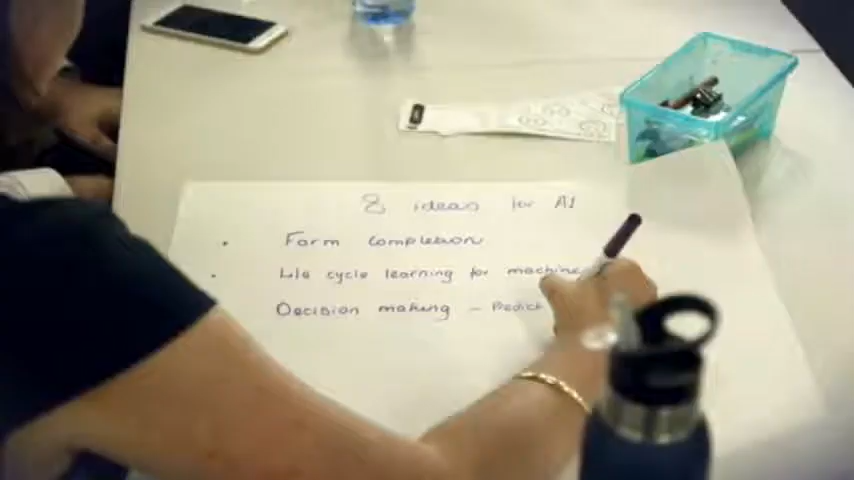 8 ideas for AI
• Form completion
• Life cycle learning for machine
Decision making – Predict